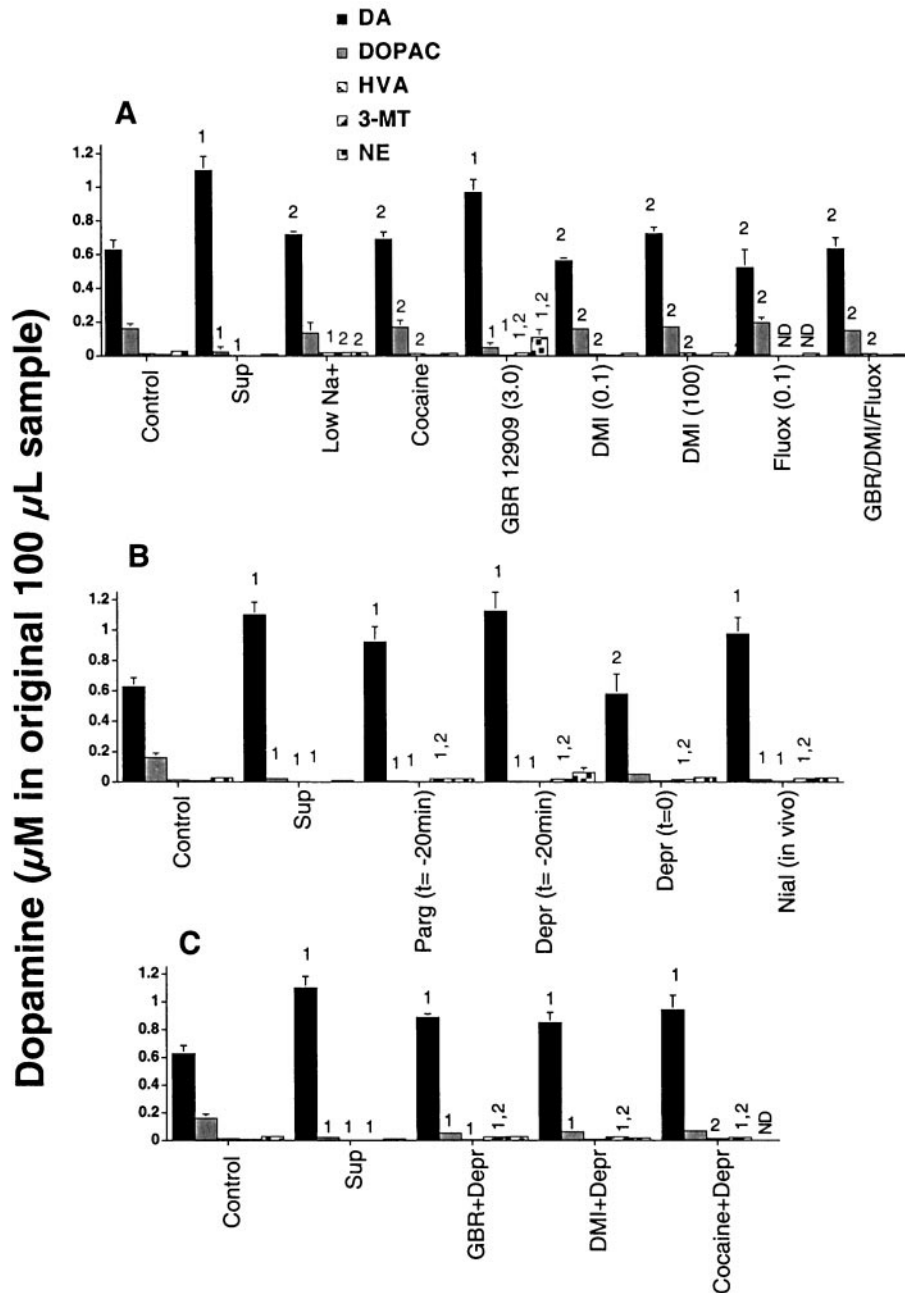 DA
DOPAC
HVA
3-MT
NE
Dopamine (µM in original 100 µL sample)
A
1.2
1
0.8
0.6
0.4
0.2
0
1
1
1
2
1
2
2
2
2
2
1
1
1
1,2
1,2
2
2
2
2
2
2
2
2
ND
ND
2
2
2
Control
Sup
Low Na+
Cocaine
GBR 12909 (3.0)
DMI (0.1)
DMI (100)
Fluox (0.1)
GBR/DMI/Fluox
B
1.2
1
0.8
0.6
0.4
0.2
0
1
1
1
1
1
1
1
1,2
1
1
1
1,2
2
1,2
1
1
1
1,2
Control
Sup
Parg (t= -20min)
Depr (t= -20min)
Depr (t=0)
Nial (in vivo)
C
1.2
1
0.8
0.6
0.4
0.2
0
1
1
1
1
1
1
1
1,2
1
1
1,2
1
2
1,2
ND
Control
Sup
GBR+Depr
DMI+Depr
Cocaine+Depr